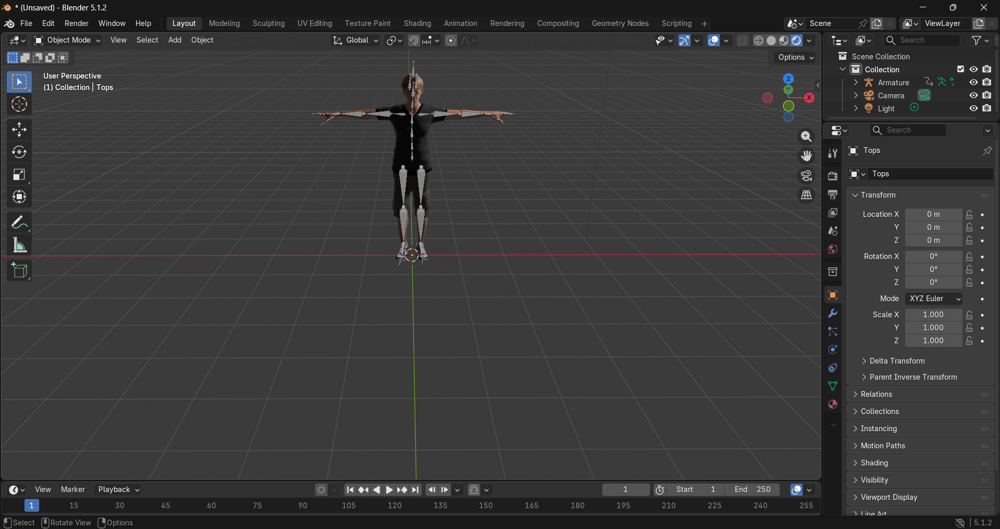 * (Unsaved) - Blender 5.1.2
File Edit Render Window Help Layout Modeling Sculpting UV Editing Texture Paint Shading Animation Rendering Compositing Geometry Nodes Scripting + Scene ViewLayer
Object Mode View Select Add Object Global
Options
User Perspective
(1) Collection | Tops
Z
Y
X
Search
Scene Collection
Collection
Armature
Camera
Light
Search
Tops
Tops
Transform
Location X 0 m
Y 0 m
Z 0 m
Rotation X 0°
Y 0°
Z 0°
Mode XYZ Euler
Scale X 1.000
Y 1.000
Z 1.000
Delta Transform
Parent Inverse Transform
Relations
Collections
Instancing
Motion Paths
Shading
Visibility
Viewport Display
Line Art
View Marker Playback 1 Start 1 End 250
1 15 30 45 60 75 90 105 120 135 150 165 180 195 210 225 240 255
Select Rotate View Options 5.1.2